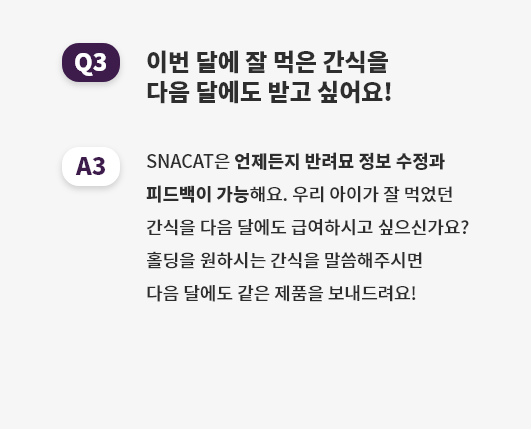 Q3
이번 달에 잘 먹은 간식을
다음 달에도 받고 싶어요!
A3
SNACAT은 언제든지 반려묘 정보 수정과
피드백이 가능해요. 우리 아이가 잘 먹었던
간식을 다음 달에도 급여하시고 싶으신가요?
홀딩을 원하시는 간식을 말씀해주시면
다음 달에도 같은 제품을 보내드려요!